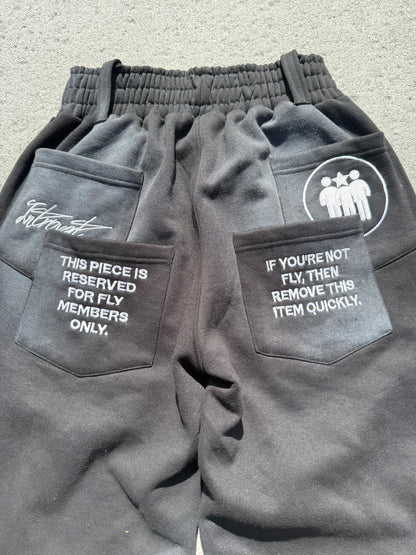 THIS PIECE IS
RESERVED
FOR FLY
MEMBERS
ONLY.
IF YOU'RE NOT
FLY, THEN
REMOVE THIS
ITEM QUICKLY.